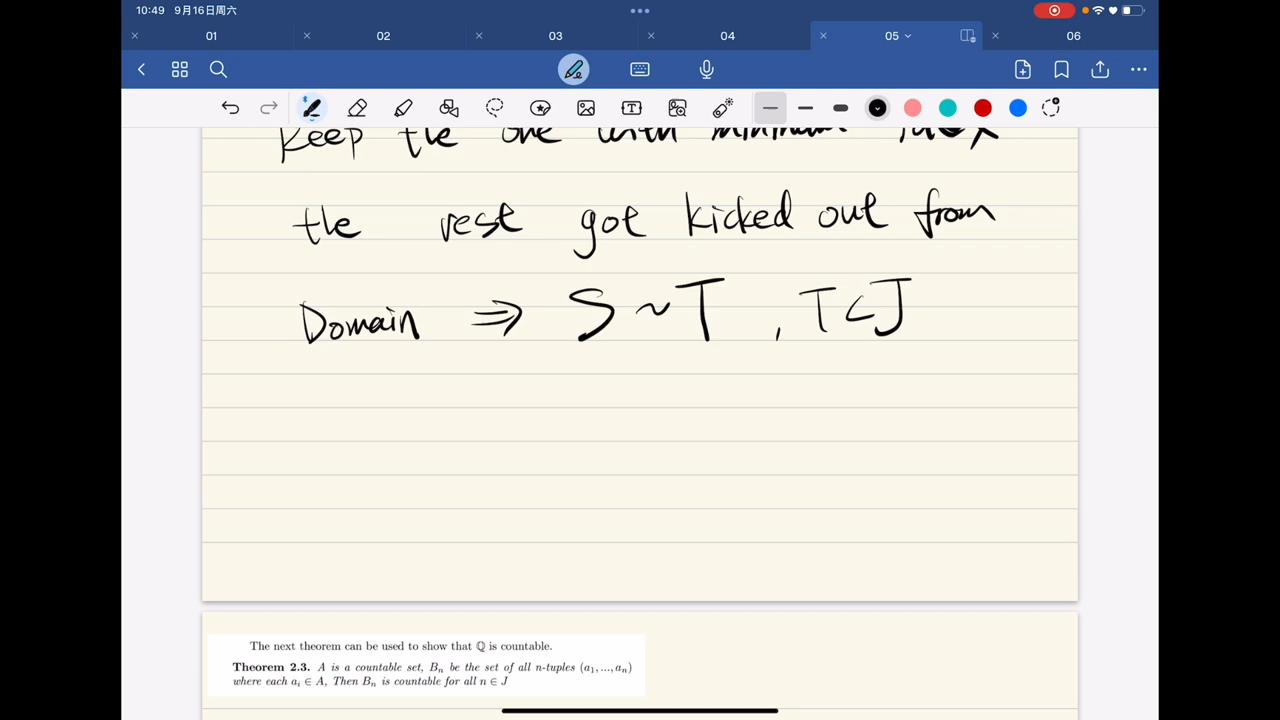 10:49 9月16日周六
01 02 03 04 05 06
keep the one with minimum index
the rest got kicked out from
Domain ⇒ S ~ T , T ⊂ J
The next theorem can be used to show that ℚ is countable.
Theorem 2.3. A is a countable set, Bₙ be the set of all n-tuples (a₁, ..., aₙ)
where each aᵢ ∈ A, Then Bₙ is countable for all n ∈ J